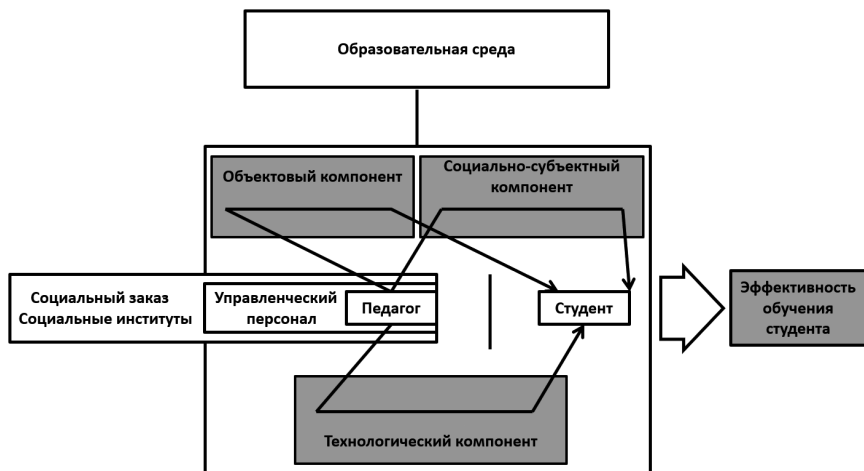 Образовательная среда
Объектовый компонент
Социально-субъектный
компонент
Социальный заказ
Социальные институты
Управленческий
персонал
Педагог
Студент
Эффективность
обучения
студента
Технологический компонент